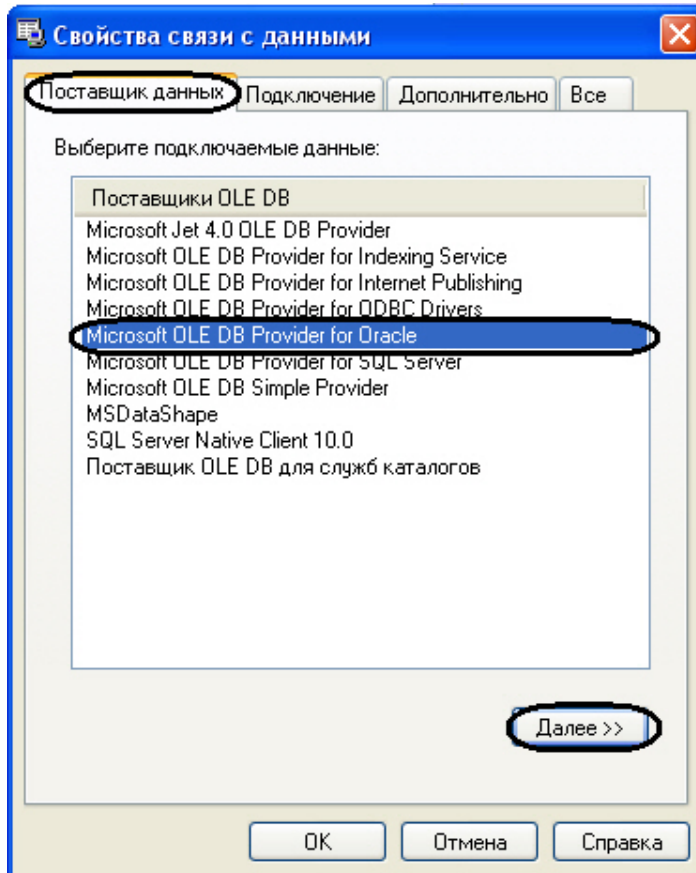 Свойства связи с данными
Поставщик данных Подключение Дополнительно Все
Выберите подключаемые данные:
Поставщики OLE DB
Microsoft Jet 4.0 OLE DB Provider
Microsoft OLE DB Provider for Indexing Service
Microsoft OLE DB Provider for Internet Publishing
Microsoft OLE DB Provider for ODBC Drivers
Microsoft OLE DB Provider for Oracle
Microsoft OLE DB Provider for SQL Server
Microsoft OLE DB Simple Provider
MSDataShape
SQL Server Native Client 10.0
Поставщик OLE DB для служб каталогов
Далее >>
OK Отмена Справка